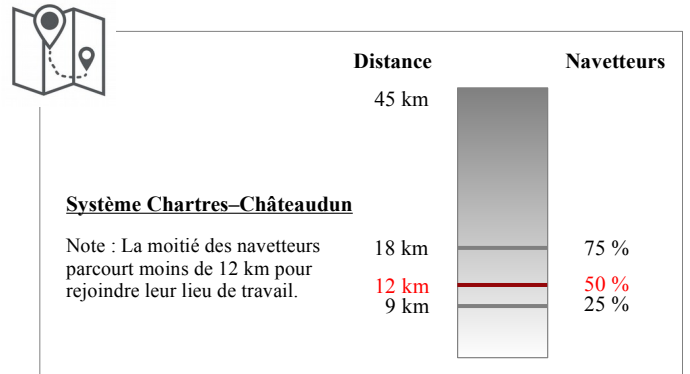 Distance Navetteurs
45 km
Système Chartres–Châteaudun
Note : La moitié des navetteurs
parcourt moins de 12 km pour
rejoindre leur lieu de travail.
18 km 75 %
12 km 50 %
9 km 25 %